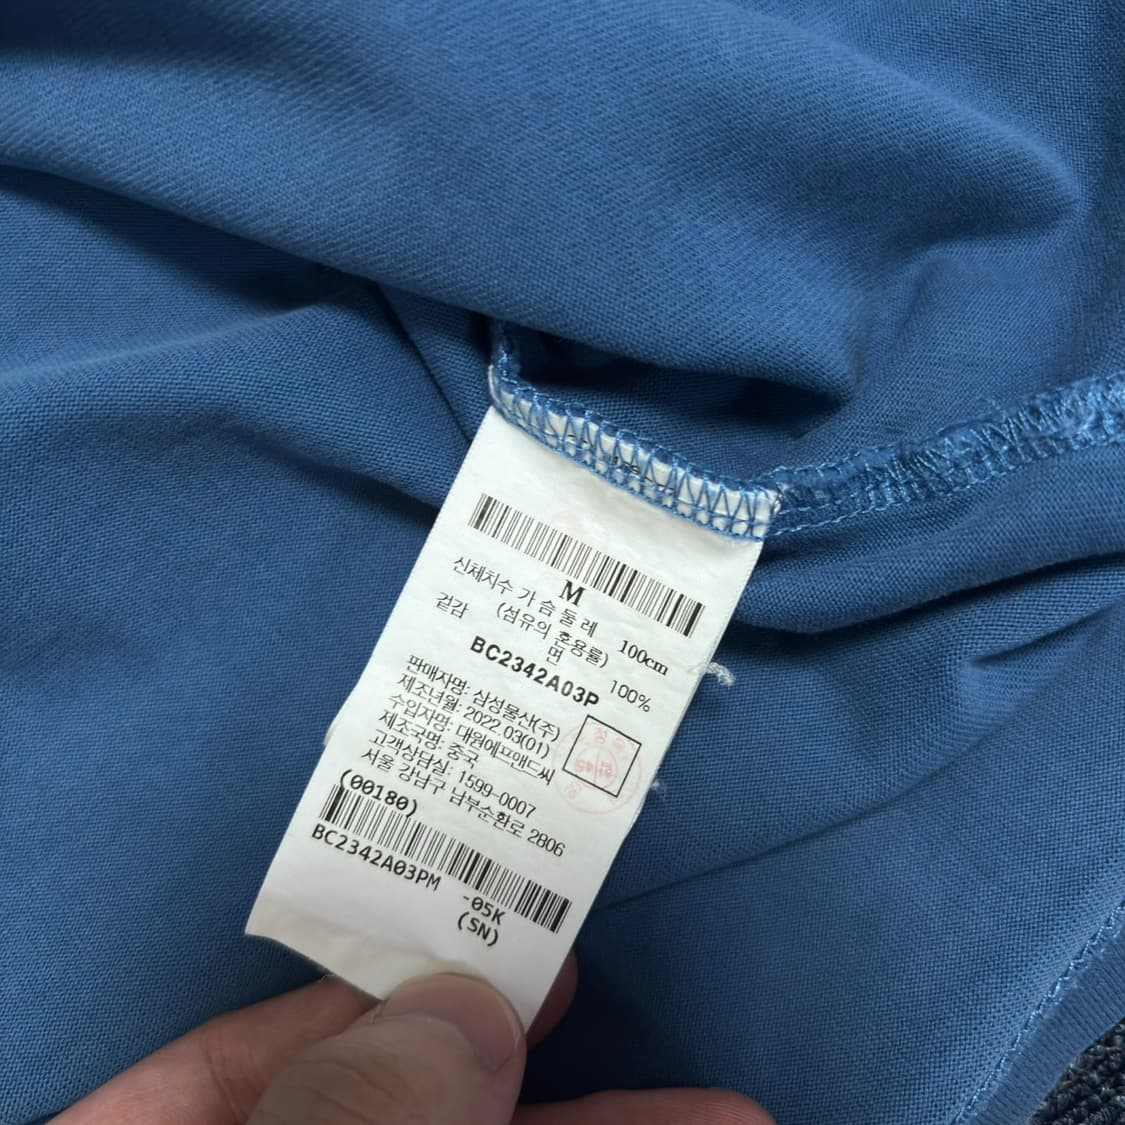 M
신체치수 가슴둘레 100cm
(섬유의 혼용률)
겉감 면 100%
BC2342A03P
판매자명: 삼성물산(주)
제조년월: 2022.03(01)
수입자명: 대원에프앤드씨
제조국명: 중국
고객상담실: 1599-0007
서울 강남구 남부순환로 2806
(00180)
BC2342A03PM -05K
(SN)